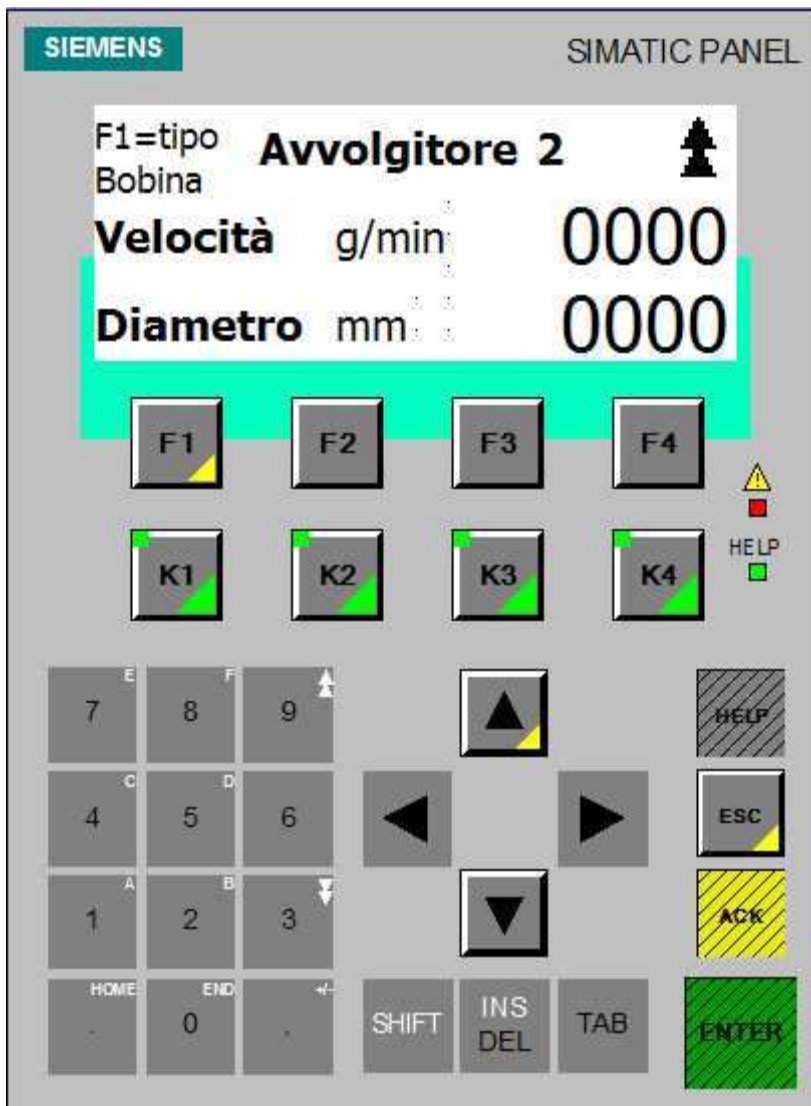 SIEMENS SIMATIC PANEL
F1=tipo Avvolgitore 2
Bobina
Velocità g/min 0000
Diametro mm 0000
F1 F2 F3 F4
HELP
K1 K2 K3 K4
E F
7 8 9 HELP
C D
4 5 6 ESC
A B
1 2 3 ACK
HOME END +/-
. 0 . SHIFT INS DEL TAB ENTER